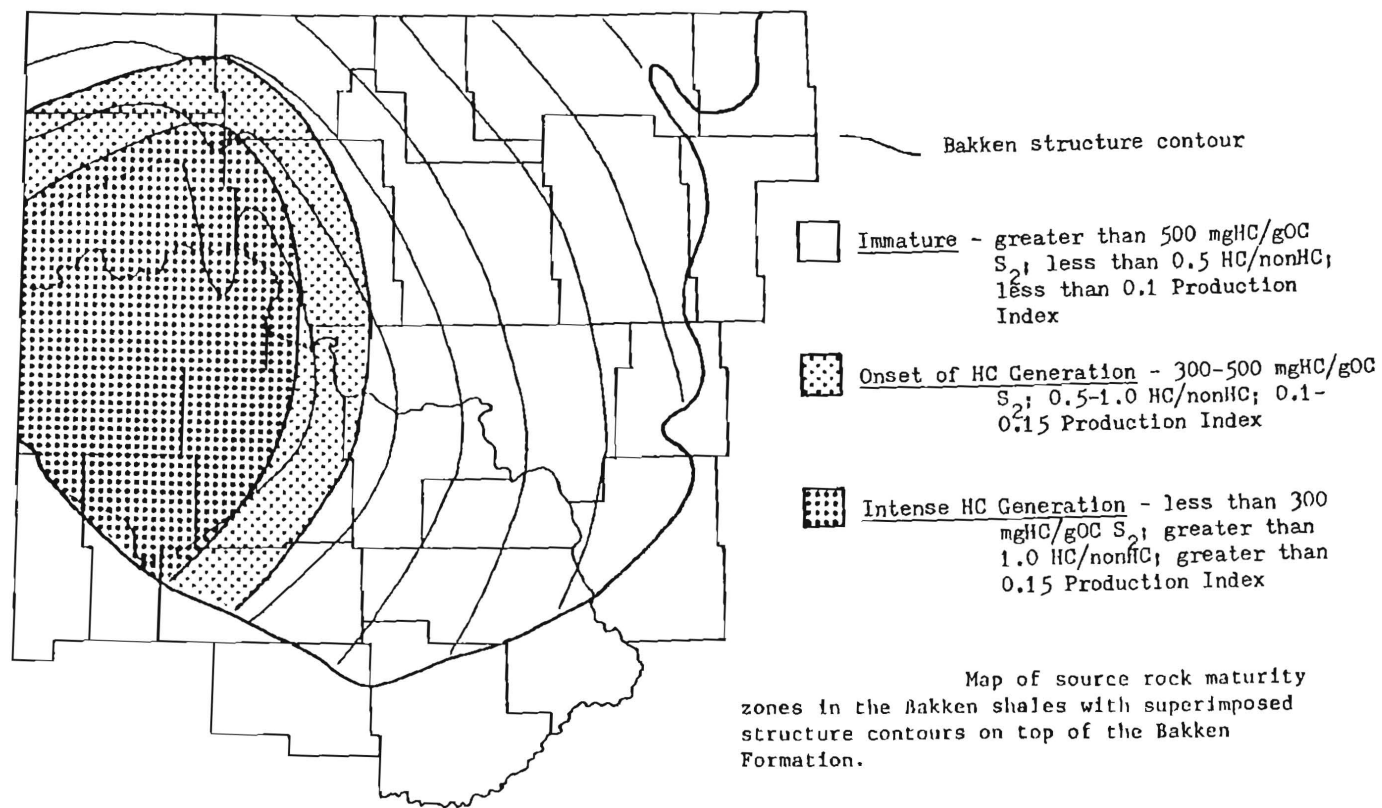 Bakken structure contour
Immature - greater than 500 mgHC/gOC
S2; less than 0.5 HC/nonHC;
less than 0.1 Production
Index
Onset of HC Generation - 300-500 mgHC/gOC
S2; 0.5-1.0 HC/nonHC; 0.1-
0.15 Production Index
Intense HC Generation - less than 300
mgHC/gOC S2; greater than
1.0 HC/nonHC; greater than
0.15 Production Index
Map of source rock maturity
zones in the Bakken shales with superimposed
structure contours on top of the Bakken
Formation.